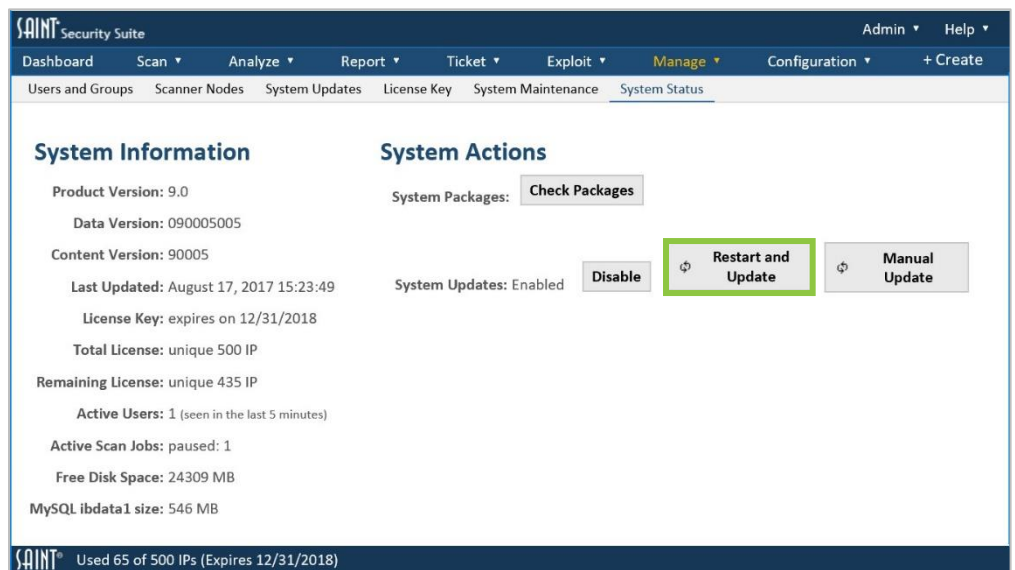 SAINT Security Suite
Admin ▼ Help ▼
Dashboard Scan ▼ Analyze ▼ Report ▼ Ticket ▼ Exploit ▼ Manage ▼ Configuration ▼ + Create
Users and Groups Scanner Nodes System Updates License Key System Maintenance System Status
System Information
Product Version: 9.0
Data Version: 090005005
Content Version: 90005
Last Updated: August 17, 2017 15:23:49
License Key: expires on 12/31/2018
Total License: unique 500 IP
Remaining License: unique 435 IP
Active Users: 1 (seen in the last 5 minutes)
Active Scan Jobs: paused: 1
Free Disk Space: 24309 MB
MySQL ibdata1 size: 546 MB
System Actions
System Packages: Check Packages
System Updates: Enabled Disable
Restart and
Update
Manual
Update
SAINT® Used 65 of 500 IPs (Expires 12/31/2018)